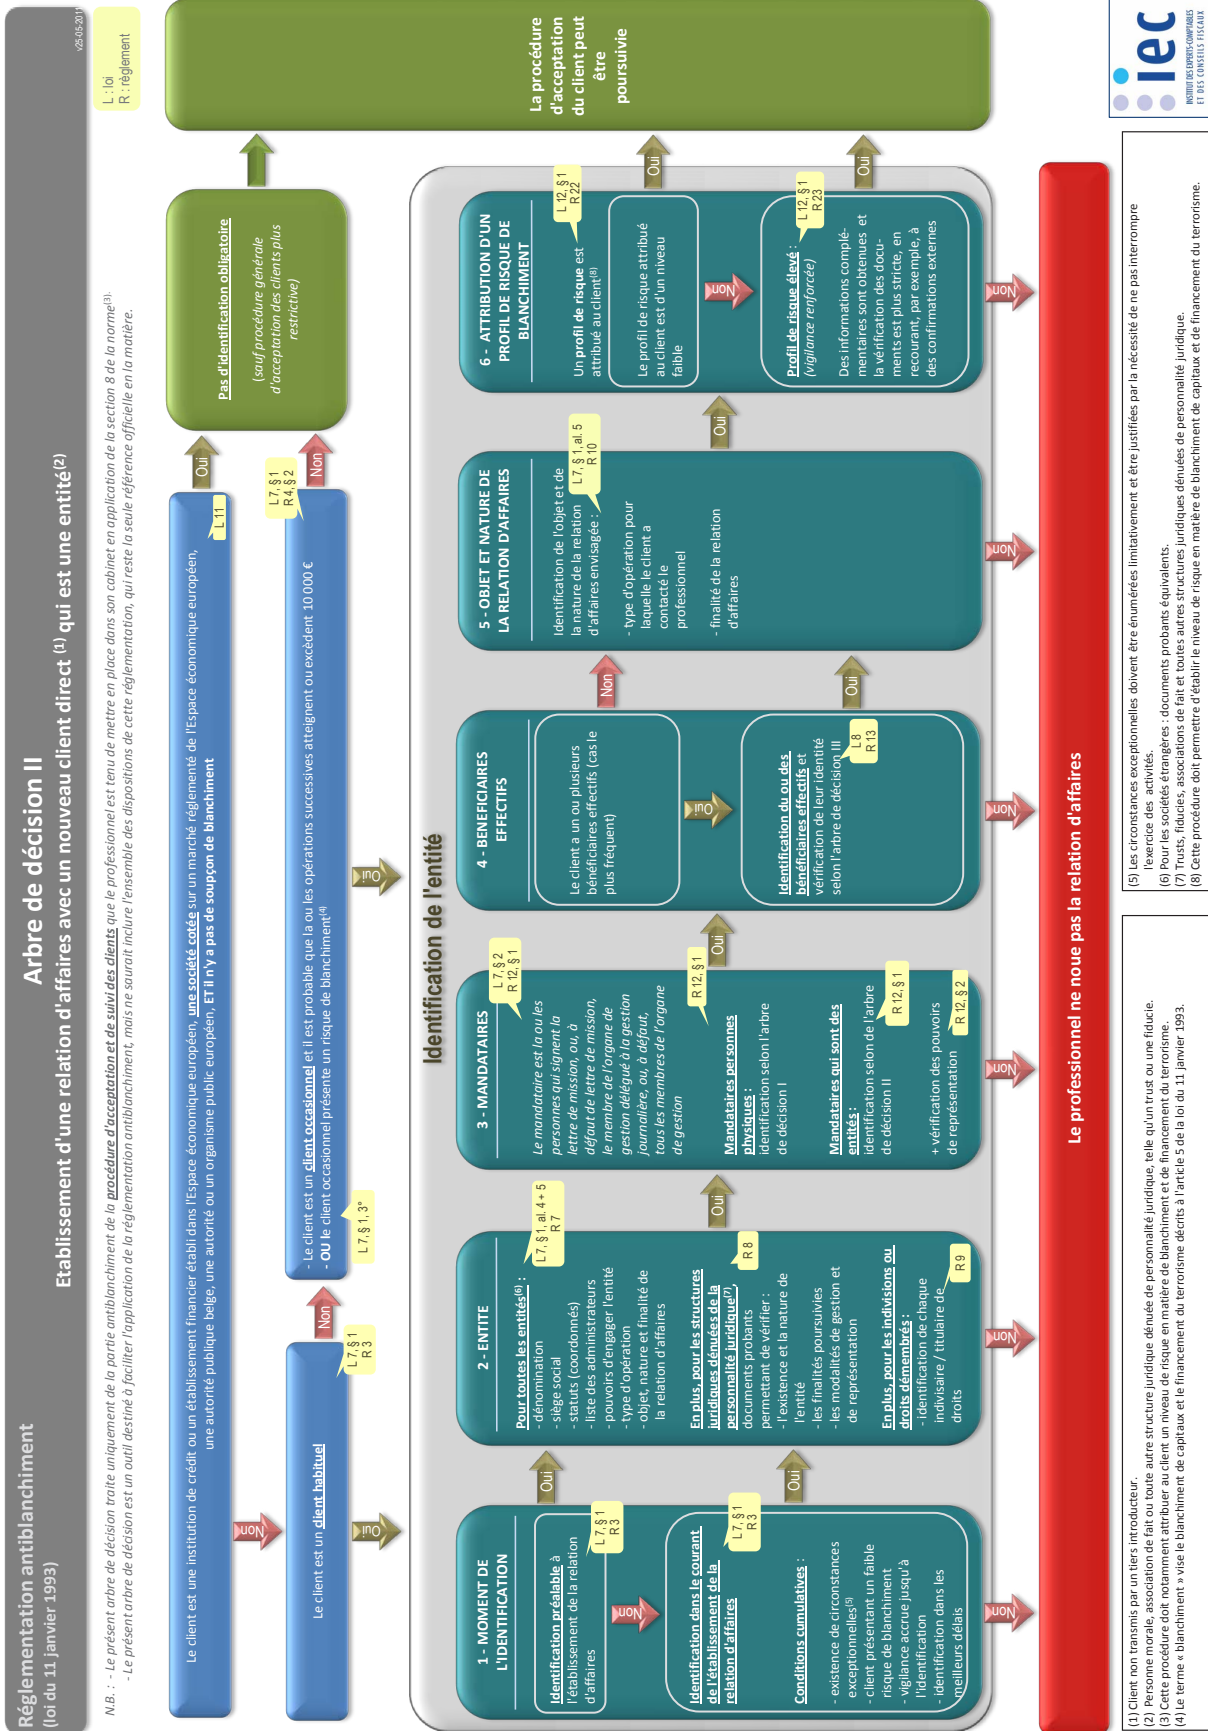 Réglementation antiblanchiment
(loi du 11 janvier 1993)
Arbre de décision II
Etablissement d'une relation d'affaires avec un nouveau client direct (1) qui est une entité(2)
v25-05-2011
N.B. : - Le présent arbre de décision traite uniquement de la partie antiblanchiment de la procédure d'acceptation et de suivi des clients que le professionnel est tenu de mettre en place dans son cabinet en application de la section 8 de la norme(3).
- Le présent arbre de décision est un outil destiné à faciliter l'application de la réglementation antiblanchiment, mais ne saurait inclure l'ensemble des dispositions de cette réglementation, qui reste la seule référence officielle en la matière.
L : loi
R : règlement
Le client est une institution de crédit ou un établissement financier établi dans l'Espace économique européen, une société cotée sur un marché réglementé de l'Espace économique européen,
une autorité publique belge, une autorité ou un organisme public européen, ET il n'y a pas de soupçon de blanchiment
L 11
Oui
Pas d'identification obligatoire
(sauf procédure générale
d'acceptation des clients plus
restrictive)
Non
Le client est un client habituel
L 7, § 1
R 3
Non
- Le client est un client occasionnel et il est probable que la ou les opérations successives atteignent ou excèdent 10 000 €
- OU le client occasionnel présente un risque de blanchiment(4)
L 7, § 1
R 4, § 2
L 7, § 1, 3°
Non
Oui
Oui
La procédure
d'acceptation
du client peut
être
poursuivie
Identification de l'entité
1 - MOMENT DE
L'IDENTIFICATION
Identification préalable à
l'établissement de la relation
d'affaires
L 7, § 1
R 3
Oui
Non
Identification dans le courant
de l'établissement de la
relation d'affaires
L 7, § 1
R 3
Conditions cumulatives :
- existence de circonstances
exceptionnelles(5)
- client présentant un faible
risque de blanchiment
- vigilance accrue jusqu'à
l'identification
- identification dans les
meilleurs délais
Oui
Non
2 - ENTITE
Pour toutes les entités(6) :
- dénomination
- siège social
- statuts (coordonnés)
- liste des administrateurs
- pouvoirs d'engager l'entité
- type d'opération
- objet, nature et finalité de
la relation d'affaires
L 7, § 1, al. 4 + 5
R 7
En plus, pour les structures
juridiques dénuées de la
personnalité juridique(7),
documents probants
permettant de vérifier :
- l'existence et la nature de
l'entité
- les finalités poursuivies
- les modalités de gestion et
de représentation
R 8
En plus, pour les indivisions ou
droits démembrés :
- identification de chaque
indivisaire / titulaire de
droits
R 9
Oui
Non
3 - MANDATAIRES
Le mandataire est la ou les
personnes qui signent la
lettre de mission, ou, à
défaut de lettre de mission,
le membre de l'organe de
gestion délégué à la gestion
journalière, ou, à défaut,
tous les membres de l'organe
de gestion
L 7, § 2
R 12, § 1
Mandataires personnes
physiques :
identification selon l'arbre
de décision I
R 12, § 1
Mandataires qui sont des
entités :
identification selon de l'arbre
de décision II
R 12, § 1
+ vérification des pouvoirs
de représentation
R 12, § 2
Oui
Non
4 - BENEFICIAIRES
EFFECTIFS
Le client a un ou plusieurs
bénéficiaires effectifs (cas le
plus fréquent)
Non
Oui
Identification du ou des
bénéficiaires effectifs et
vérification de leur identité
selon l'arbre de décision III
L 8
R 13
Oui
Non
5 - OBJET ET NATURE DE
LA RELATION D'AFFAIRES
Identification de l'objet et de
la nature de la relation
d'affaires envisagée :
L 7, § 1, al. 5
R 10
- type d'opération pour
laquelle le client a
contacté le
professionnel
- finalité de la relation
d'affaires
Oui
Non
6 - ATTRIBUTION D'UN
PROFIL DE RISQUE DE
BLANCHIMENT
Un profil de risque est
attribué au client(8)
L 12, § 1
R 22
Le profil de risque attribué
au client est d'un niveau
faible
Oui
Non
Profil de risque élevé :
(vigilance renforcée)
L 12, § 1
R 23
Des informations complé-
mentaires sont obtenues et
la vérification des docu-
ments est plus stricte, en
recourant, par exemple, à
des confirmations externes
Oui
Non
Le professionnel ne noue pas la relation d'affaires
(1) Client non transmis par un tiers introducteur.
(2) Personne morale, association de fait ou toute autre structure juridique dénuée de personnalité juridique, telle qu'un trust ou une fiducie.
(3) Cette procédure doit notamment attribuer au client un niveau de risque en matière de blanchiment et de financement du terrorisme.
(4) Le terme « blanchiment » vise le blanchiment de capitaux et le financement du terrorisme décrits à l'article 5 de la loi du 11 janvier 1993.
(5) Les circonstances exceptionnelles doivent être énumérées limitativement et être justifiées par la nécessité de ne pas interrompre
l'exercice des activités.
(6) Pour les sociétés étrangères : documents probants équivalents.
(7) Trusts, fiducies, associations de fait et toutes autres structures juridiques dénuées de personnalité juridique.
(8) Cette procédure doit permettre d'établir le niveau de risque en matière de blanchiment de capitaux et de financement du terrorisme.
iec
INSTITUT DES EXPERTS-COMPTABLES
ET DES CONSEILS FISCAUX